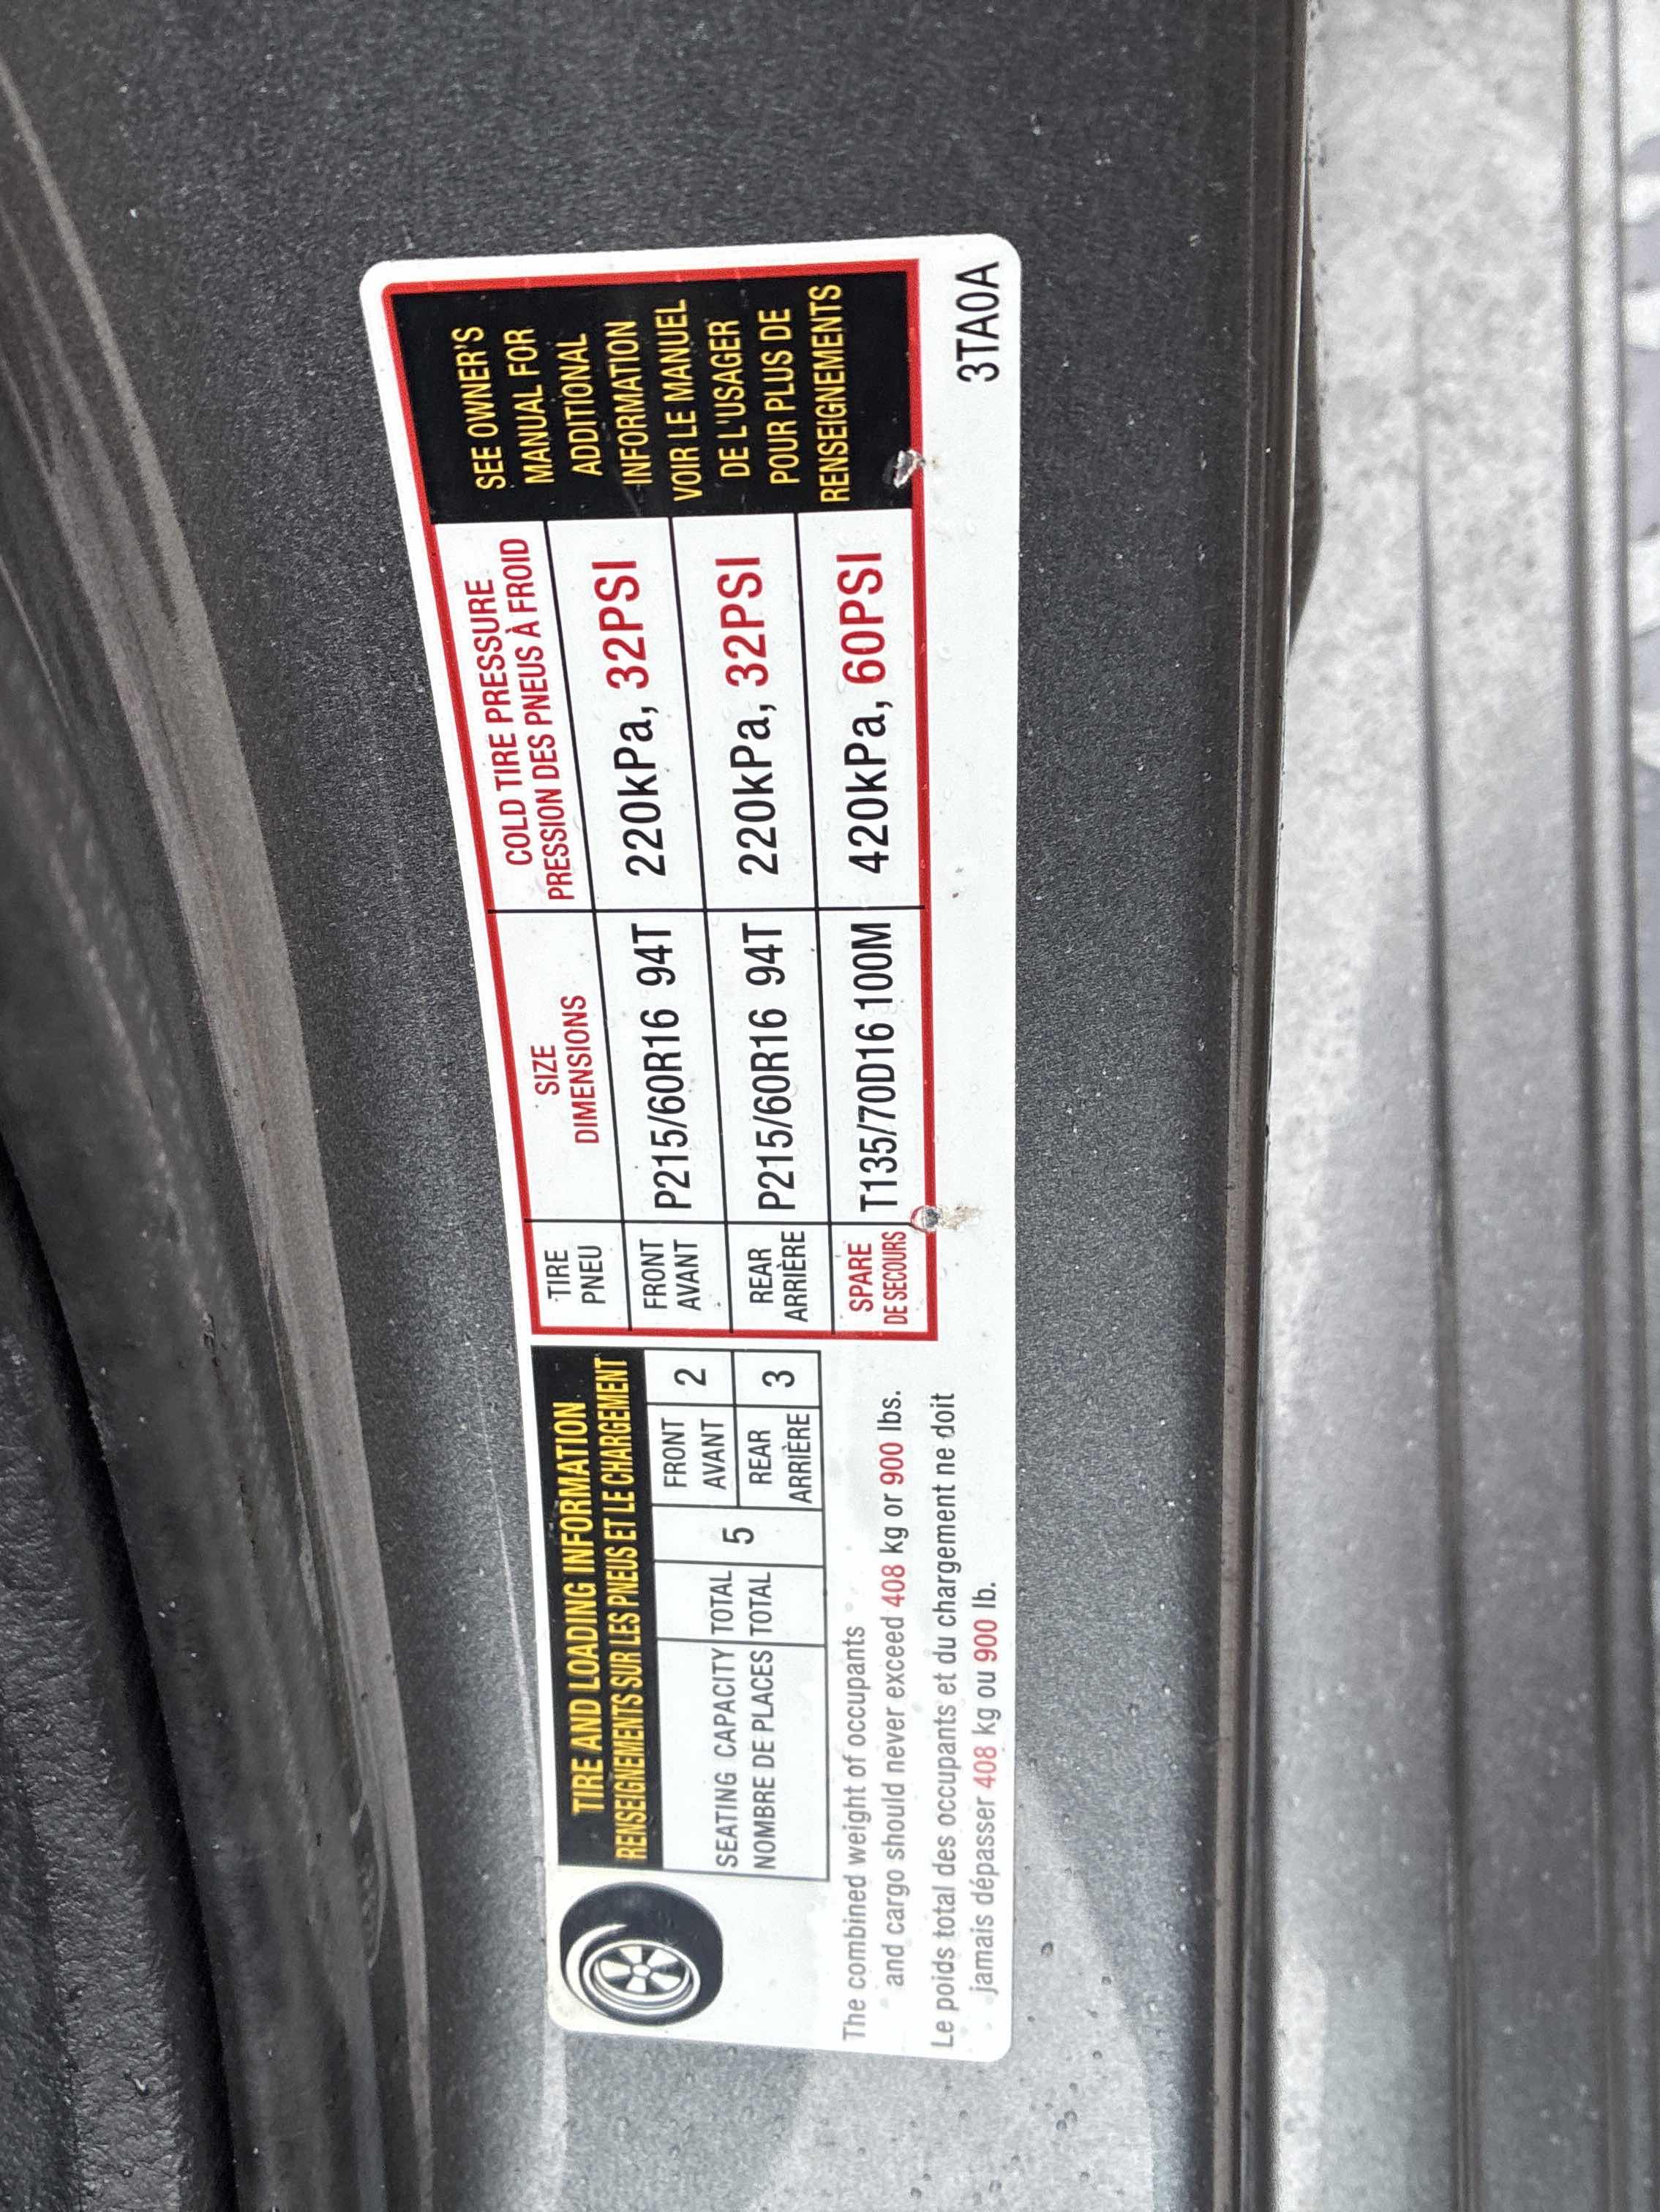 TIRE AND LOADING INFORMATION
RENSEIGNEMENTS SUR LES PNEUS ET LE CHARGEMENT
SEATING CAPACITY TOTAL
NOMBRE DE PLACES TOTAL
5
FRONT
AVANT
2
REAR
ARRIÈRE
3
The combined weight of occupants
and cargo should never exceed 408 kg or 900 lbs.
Le poids total des occupants et du chargement ne doit
jamais dépasser 408 kg ou 900 lb.
TIRE
PNEU
SIZE
DIMENSIONS
COLD TIRE PRESSURE
PRESSION DES PNEUS À FROID
FRONT
AVANT
P215/60R16 94T
220kPa, 32PSI
REAR
ARRIÈRE
P215/60R16 94T
220kPa, 32PSI
SPARE
DE SECOURS
T135/70D16 100M
420kPa, 60PSI
SEE OWNER'S
MANUAL FOR
ADDITIONAL
INFORMATION
VOIR LE MANUEL
DE L'USAGER
POUR PLUS DE
RENSEIGNEMENTS
3TA0A